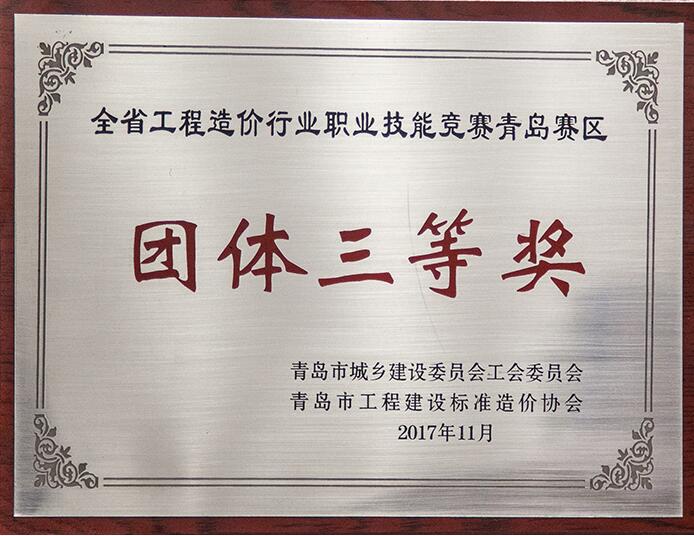 全省工程造价行业职业技能竞赛青岛赛区
团体三等奖
青岛市城乡建设委员会工会委员会
青岛市工程建设标准造价协会
2017年11月